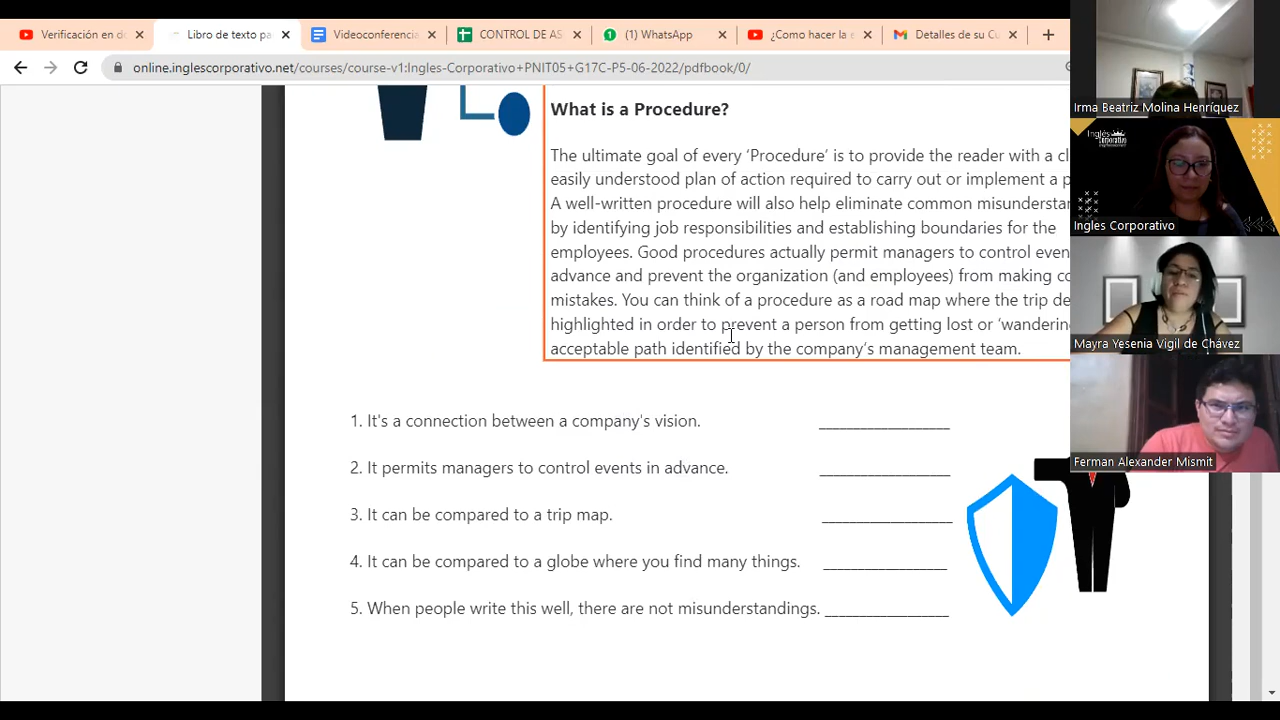 Verificación en d
Libro de texto pa
Videoconferencia
CONTROL DE AS
(1) WhatsApp
¿Como hacer la e
Detalles de su Cu
online.inglescorporativo.net/courses/course-v1:Ingles-Corporativo+PNIT05+G17C-P5-06-2022/pdfbook/0/
Irma Beatriz Molina Henríquez
Inglés
Corporativo
Ingles Corporativo
Mayra Yesenia Vigil de Chávez
Ferman Alexander Mismit
What is a Procedure?
The ultimate goal of every ‘Procedure’ is to provide the reader with a cl
easily understood plan of action required to carry out or implement a p
A well-written procedure will also help eliminate common misunderstan
by identifying job responsibilities and establishing boundaries for the
employees. Good procedures actually permit managers to control even
advance and prevent the organization (and employees) from making co
mistakes. You can think of a procedure as a road map where the trip de
highlighted in order to prevent a person from getting lost or ‘wanderin
acceptable path identified by the company’s management team.
1. It's a connection between a company's vision. __________________
2. It permits managers to control events in advance. __________________
3. It can be compared to a trip map. __________________
4. It can be compared to a globe where you find many things. __________________
5. When people write this well, there are not misunderstandings. __________________